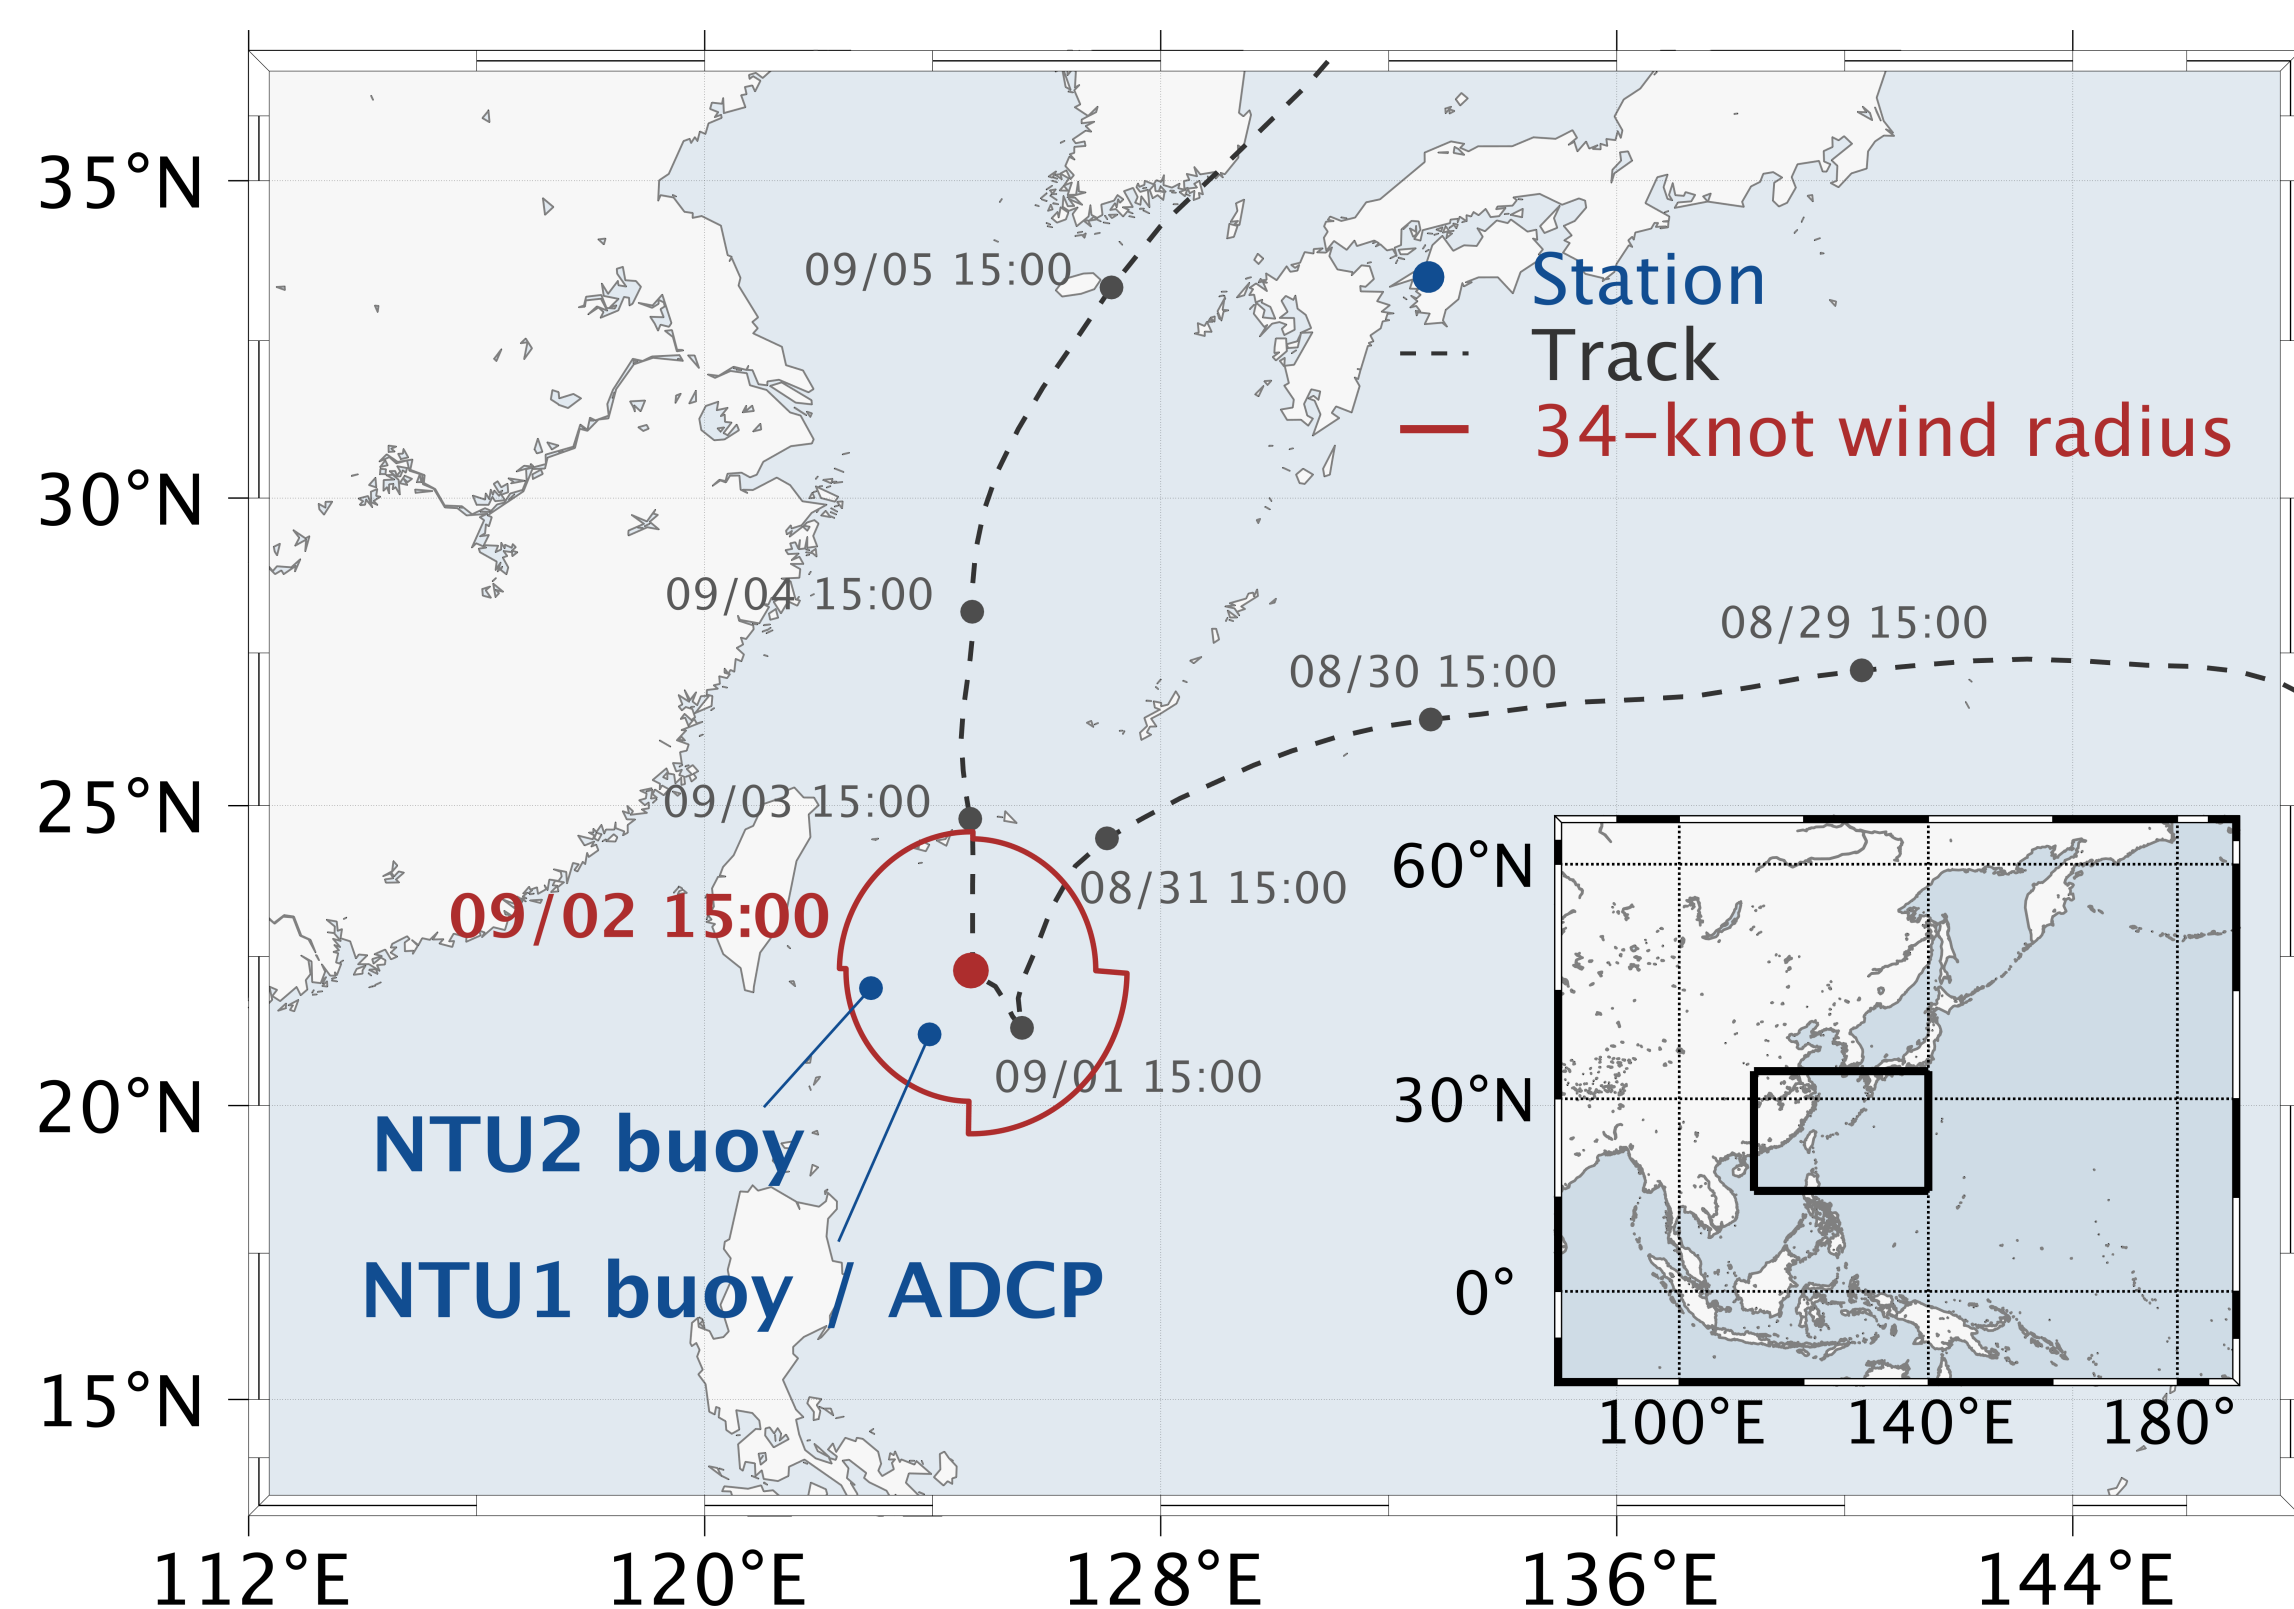 35°N
30°N
25°N
20°N
15°N
112°E
120°E
128°E
136°E
144°E
09/05 15:00
Station
Track
34-knot wind radius
09/04 15:00
08/29 15:00
08/30 15:00
09/03 15:00
08/31 15:00
09/02 15:00
09/01 15:00
NTU2 buoy
NTU1 buoy / ADCP
60°N
30°N
0°
100°E
140°E
180°